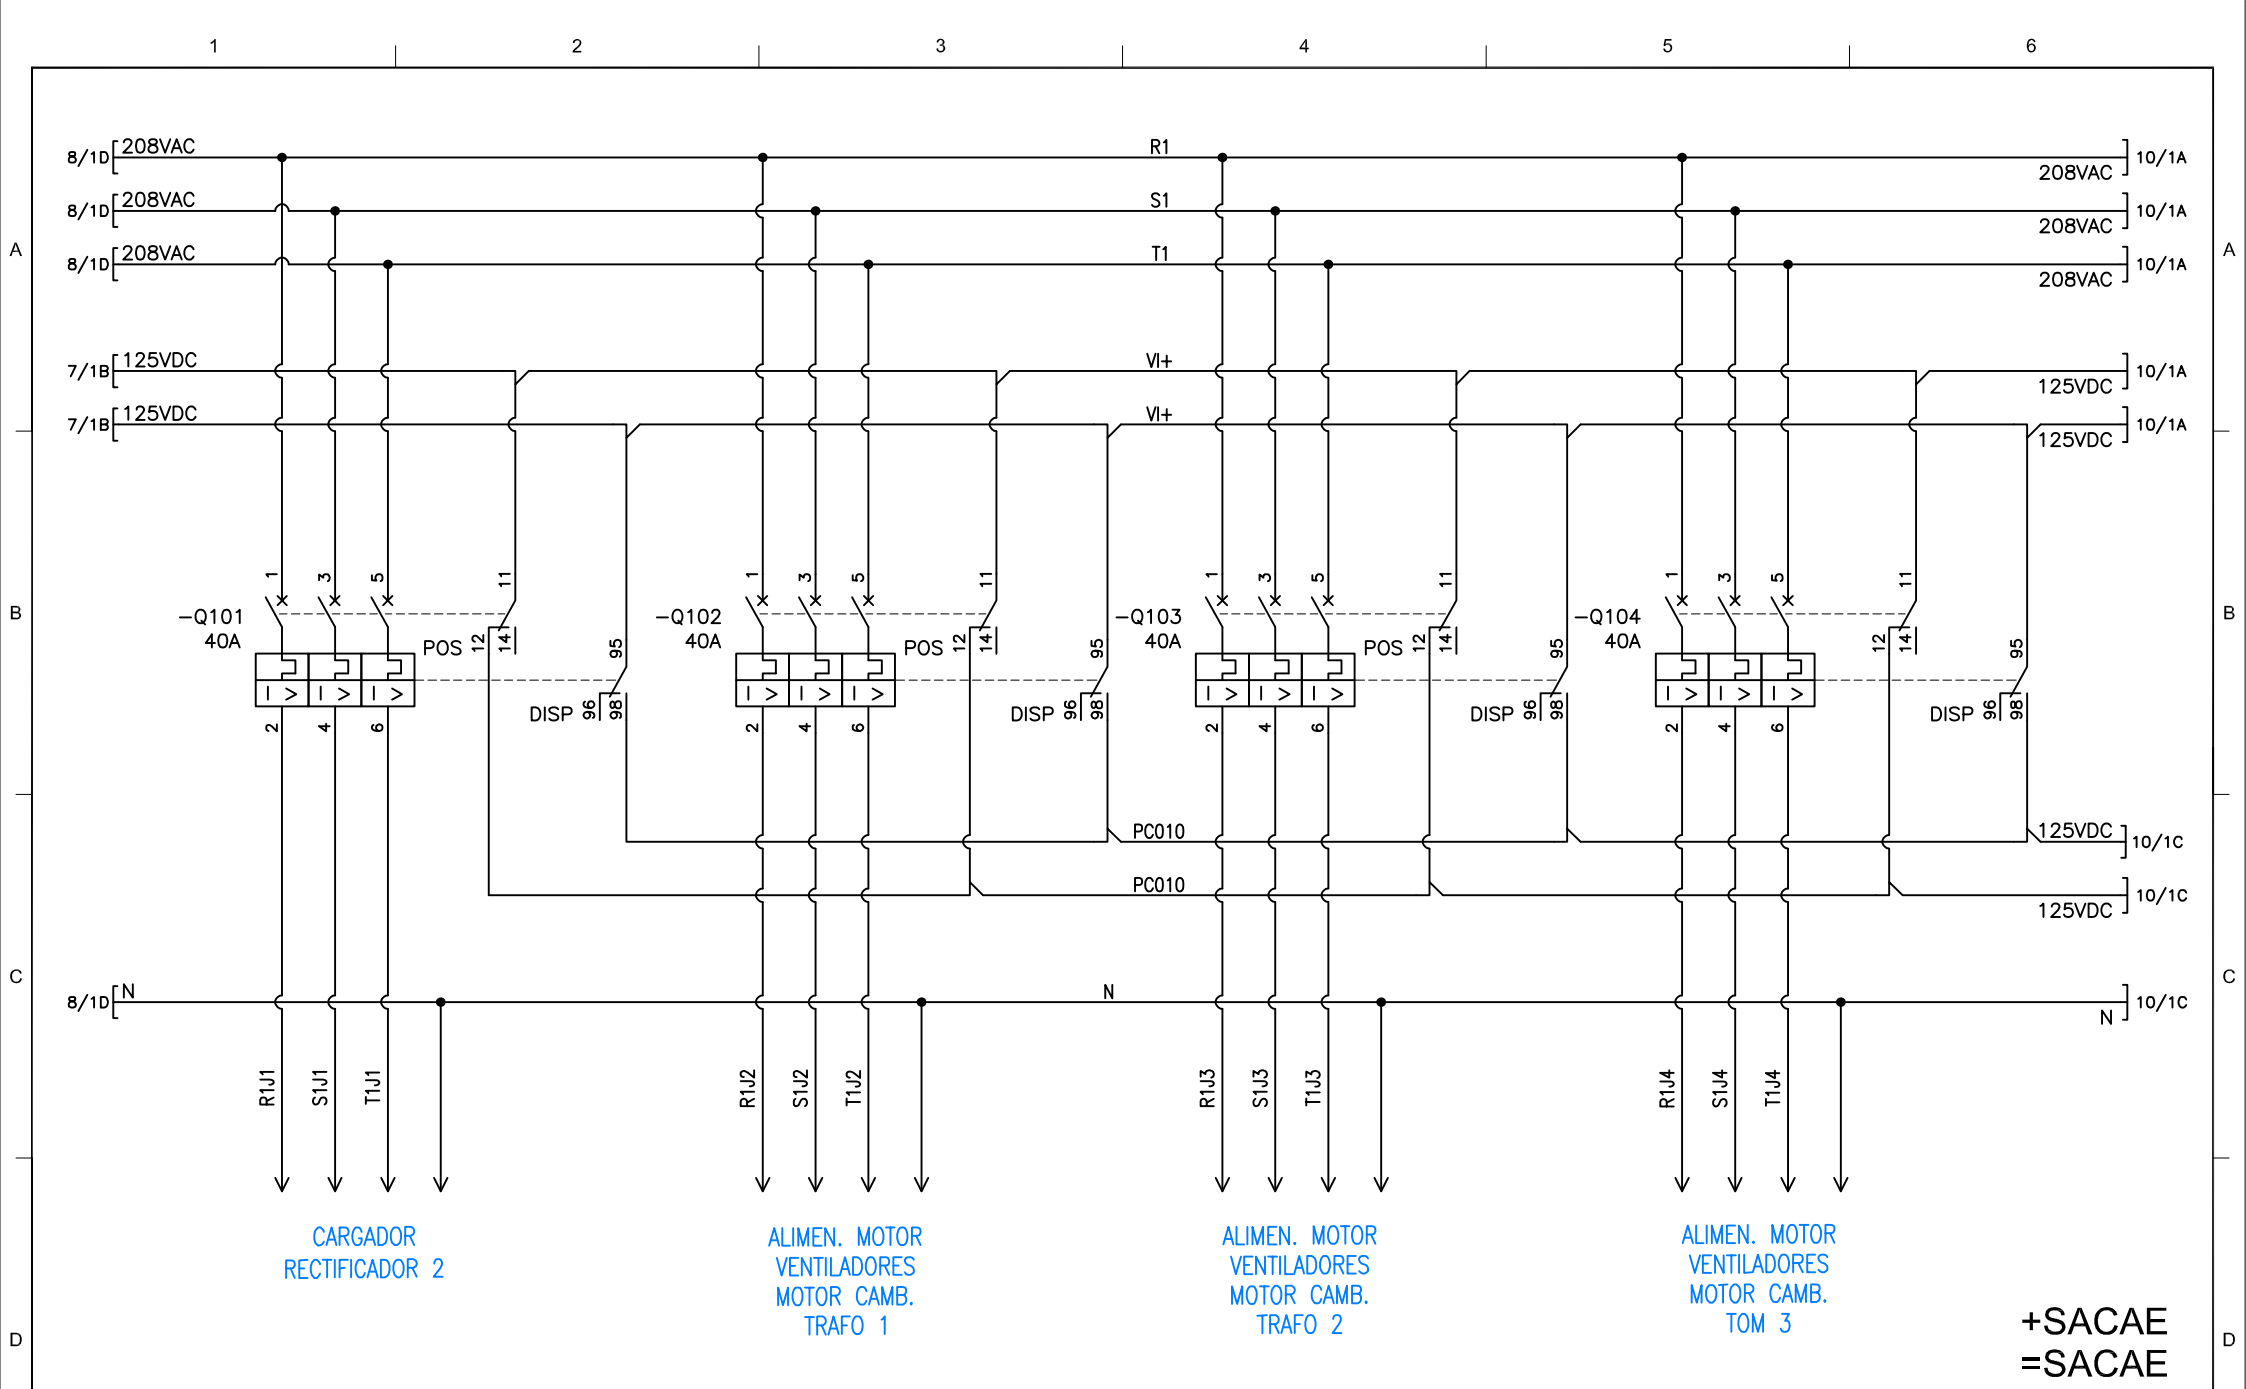 1 2 3 4 5 6
8/1D 208VAC R1 10/1A
208VAC
8/1D 208VAC S1 10/1A
208VAC
A A
8/1D 208VAC T1 10/1A
208VAC
7/1B 125VDC VI+ 10/1A
125VDC
7/1B 125VDC VI+ 10/1A
125VDC
1 3 5 11 1 3 5 11 1 3 5 11 1 3 5 11
B B
-Q101 -Q102 -Q103 -Q104
40A 40A 40A 40A
POS 12 14 95 POS 12 14 95 POS 12 14 95 12 14 95
I > I > I > I > I > I > I > I > I > I > I > I >
DISP 96 98 DISP 96 98 DISP 96 98 DISP 96 98
2 4 6 2 4 6 2 4 6 2 4 6
PC010 125VDC 10/1C
PC010 10/1C
125VDC
C C
8/1D N N 10/1C
N
R1J1 S1J1 T1J1 R1J2 S1J2 T1J2 R1J3 S1J3 T1J3 R1J4 S1J4 T1J4
CARGADOR
RECTIFICADOR 2
ALIMEN. MOTOR
VENTILADORES
MOTOR CAMB.
TRAFO 1
ALIMEN. MOTOR
VENTILADORES
MOTOR CAMB.
TRAFO 2
ALIMEN. MOTOR
VENTILADORES
MOTOR CAMB.
TOM 3
D D
+SACAE
=SACAE